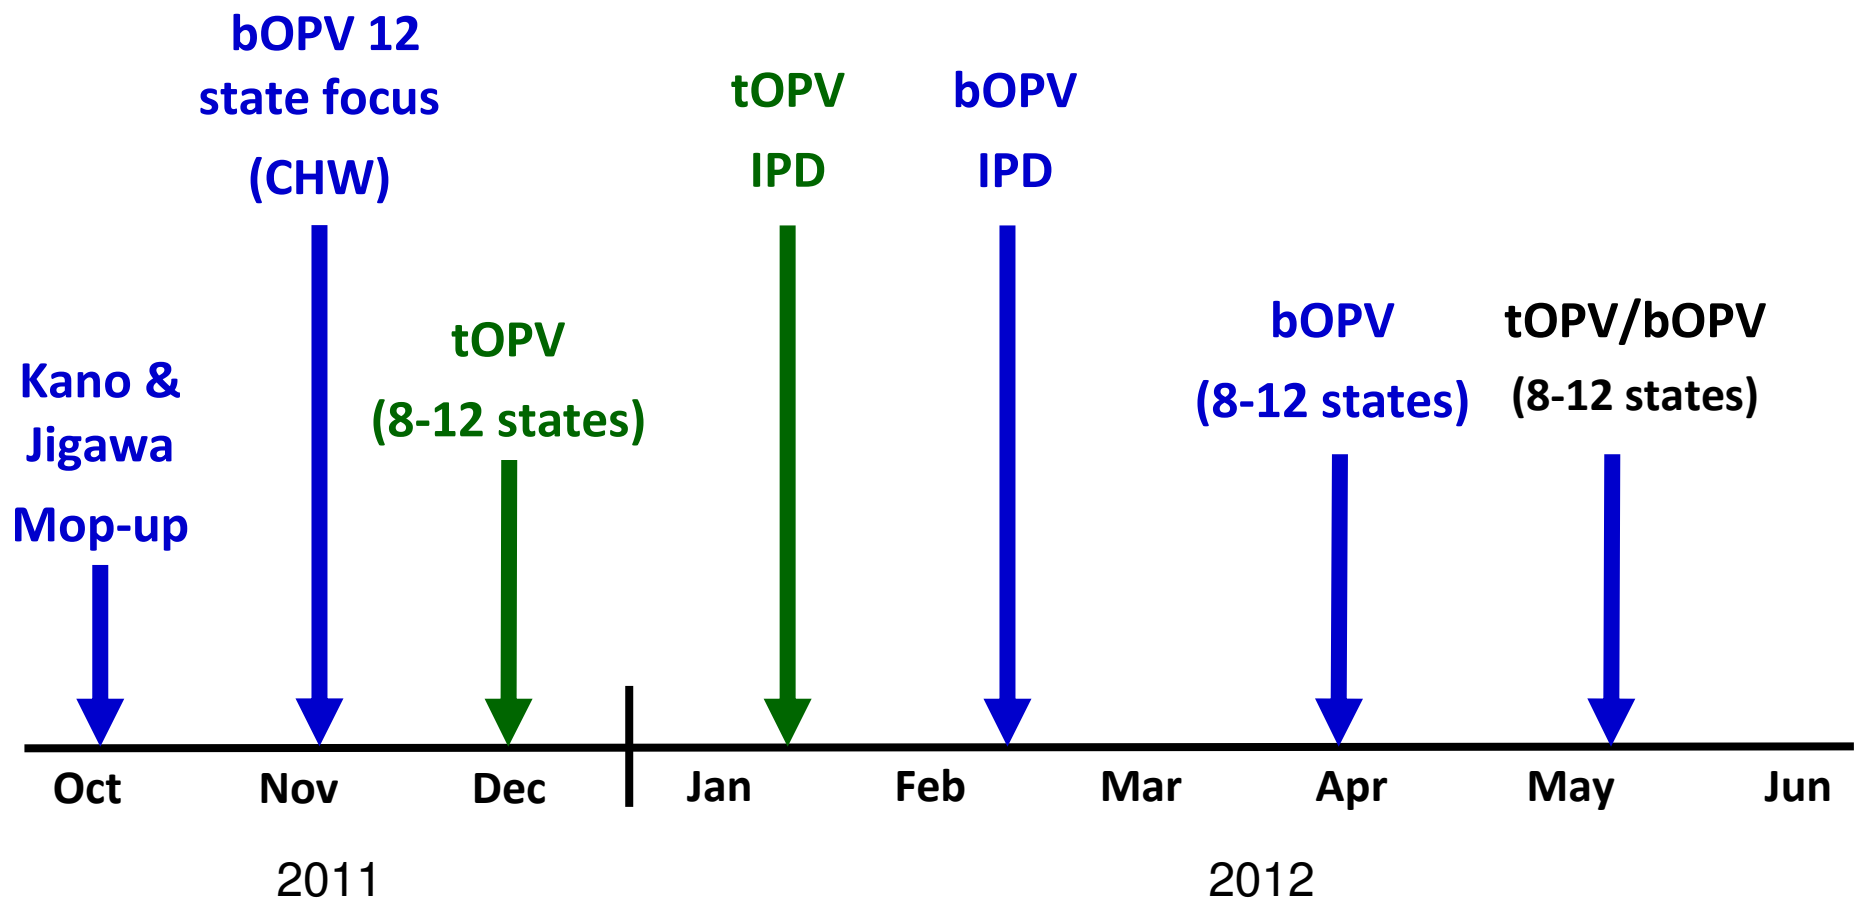 bOPV 12
state focus
(CHW)
tOPV
IPD
bOPV
IPD
Kano &
Jigawa
Mop-up
tOPV
(8-12 states)
bOPV
(8-12 states)
tOPV/bOPV
(8-12 states)
Oct Nov Dec Jan Feb Mar Apr May Jun
2011 2012